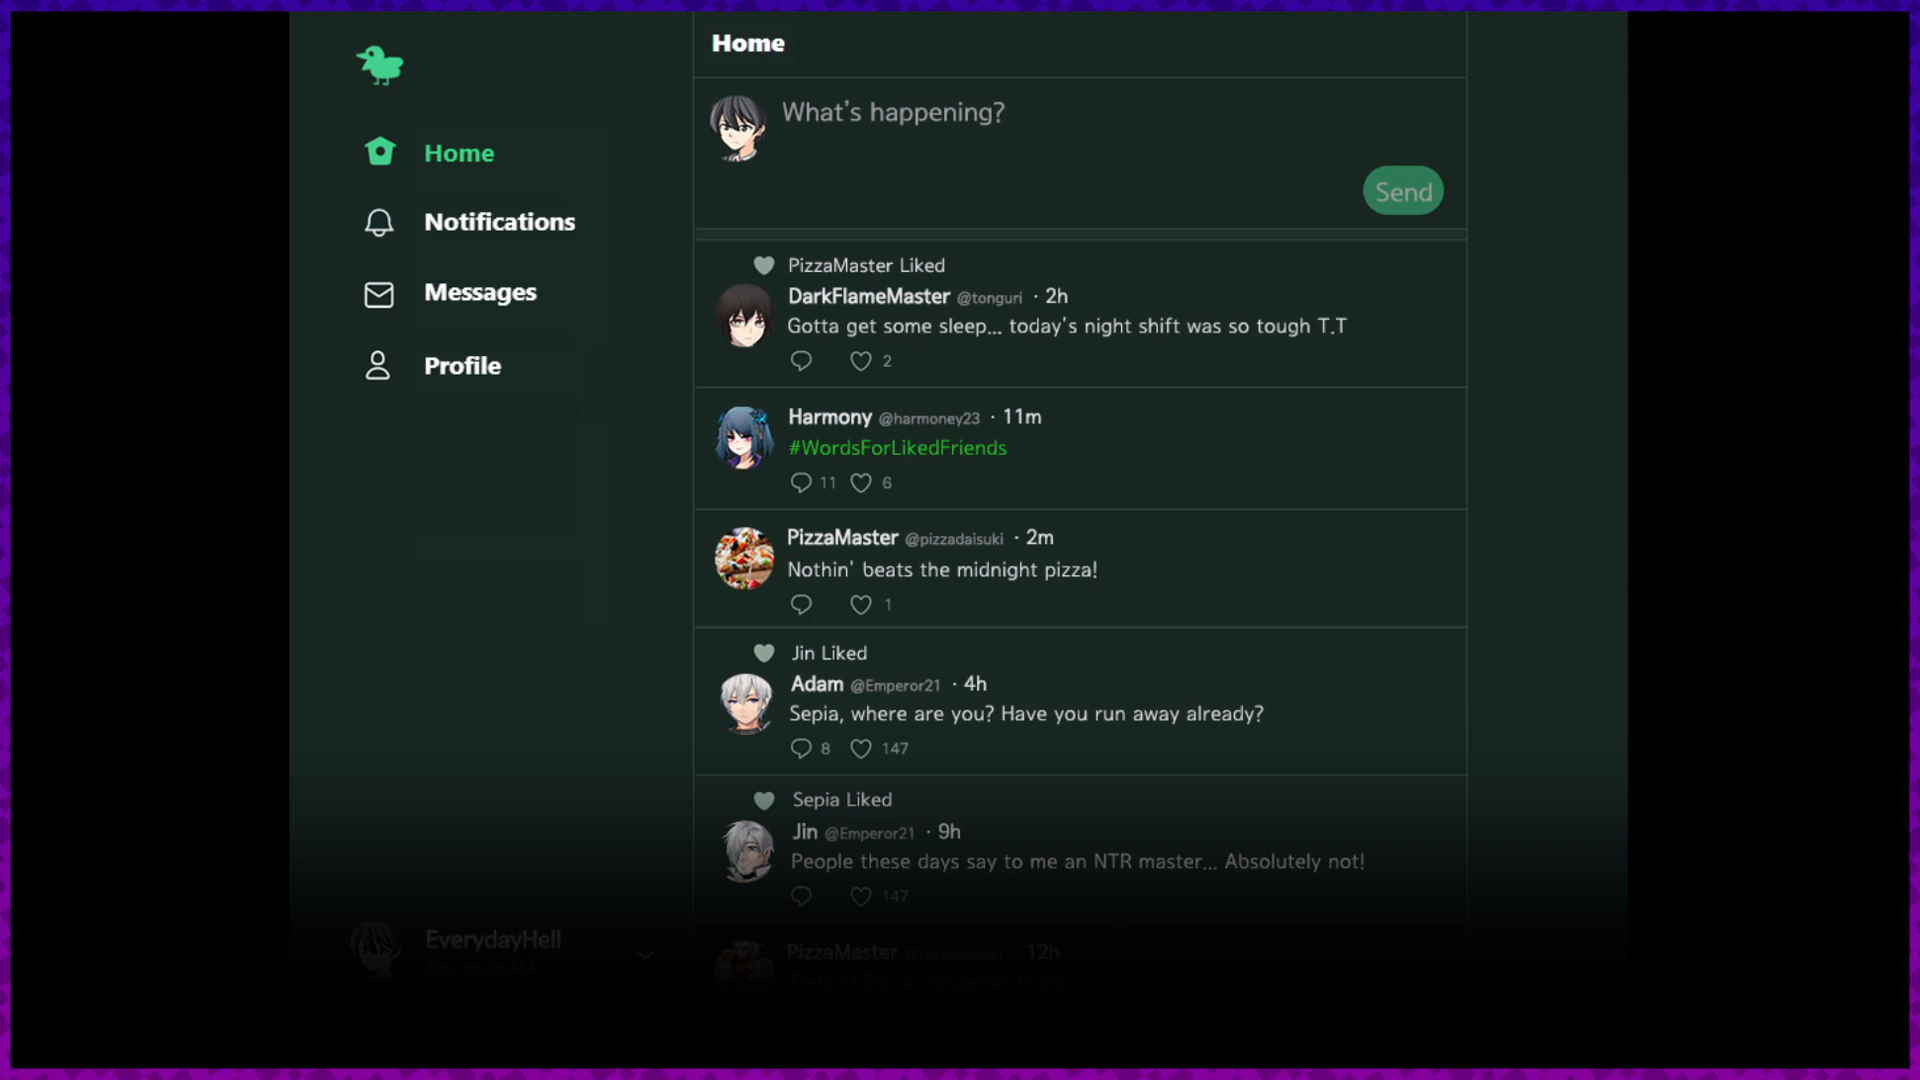 Home
Notifications
Messages
Profile
EverydayHell
Home
What's happening?
Send
PizzaMaster Liked
DarkFlameMaster @tonguri · 2h
Gotta get some sleep... today's night shift was so tough T.T
2
Harmony @harmoney23 · 11m
#WordsForLikedFriends
11 6
PizzaMaster @pizzadaisuki · 2m
Nothin' beats the midnight pizza!
1
Jin Liked
Adam @Emperor21 · 4h
Sepia, where are you? Have you run away already?
8 147
Sepia Liked
Jin @Emperor21 · 9h
People these days say to me an NTR master... Absolutely not!
147
PizzaMaster @pizzadaisuki · 12h